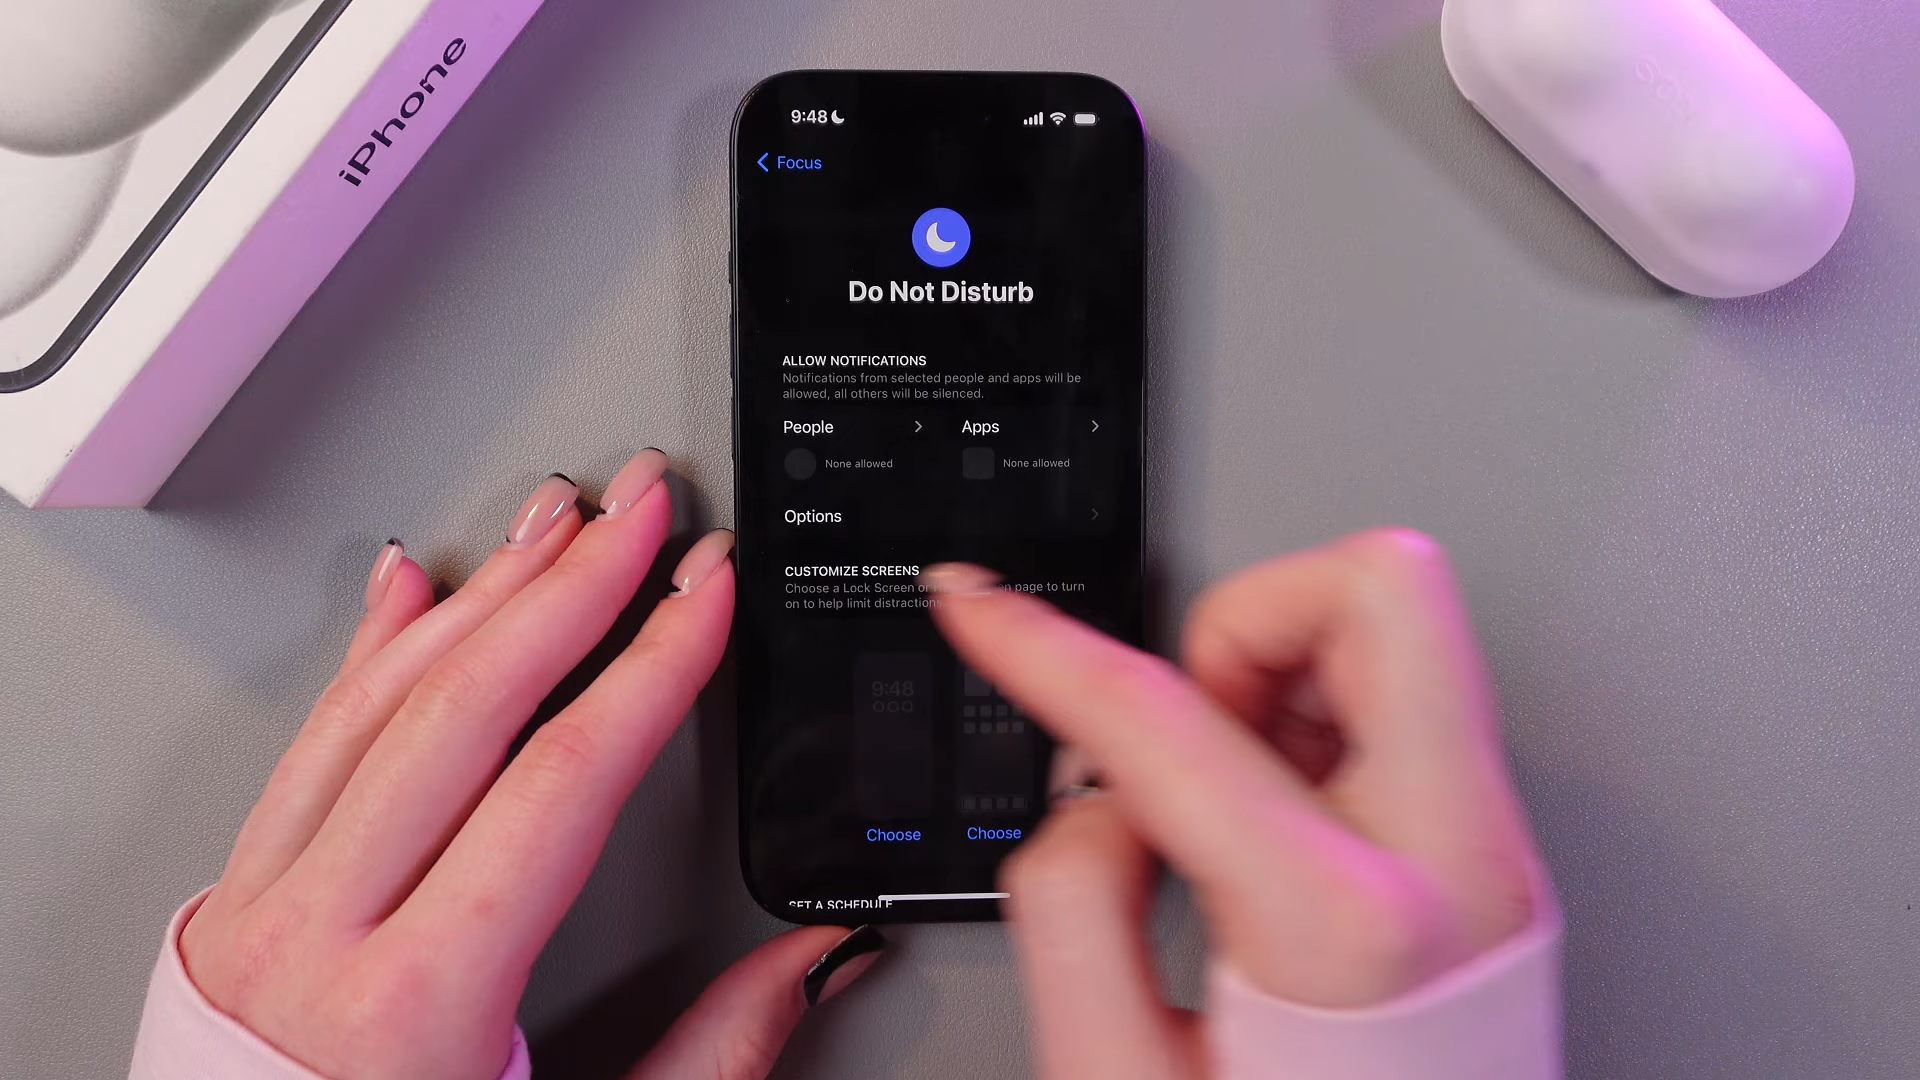 iPhone
9:48
Focus
Do Not Disturb
ALLOW NOTIFICATIONS
Notifications from selected people and apps will be
allowed, all others will be silenced.
People
Apps
None allowed
None allowed
Options
CUSTOMIZE SCREENS
Choose a Lock Screen or page to turn
on to help limit distractions
9:48
Choose
Choose
SET A SCHEDULE